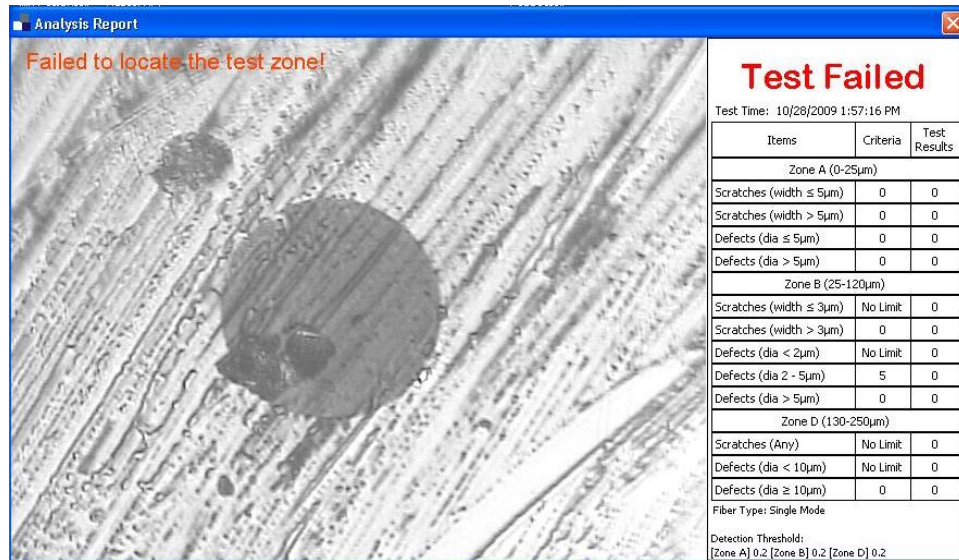 Analysis Report
Failed to locate the test zone!
Test Failed
Test Time: 10/28/2009 1:57:16 PM
Items Criteria Test Results
Zone A (0-25µm)
Scratches (width ≤ 5µm) 0 0
Scratches (width > 5µm) 0 0
Defects (dia ≤ 5µm) 0 0
Defects (dia > 5µm) 0 0
Zone B (25-120µm)
Scratches (width ≤ 3µm) No Limit 0
Scratches (width > 3µm) 0 0
Defects (dia < 2µm) No Limit 0
Defects (dia 2 - 5µm) 5 0
Defects (dia > 5µm) 0 0
Zone D (130-250µm)
Scratches (Any) No Limit 0
Defects (dia < 10µm) No Limit 0
Defects (dia ≥ 10µm) 0 0
Fiber Type: Single Mode
Detection Threshold:
[Zone A] 0.2 [Zone B] 0.2 [Zone D] 0.2